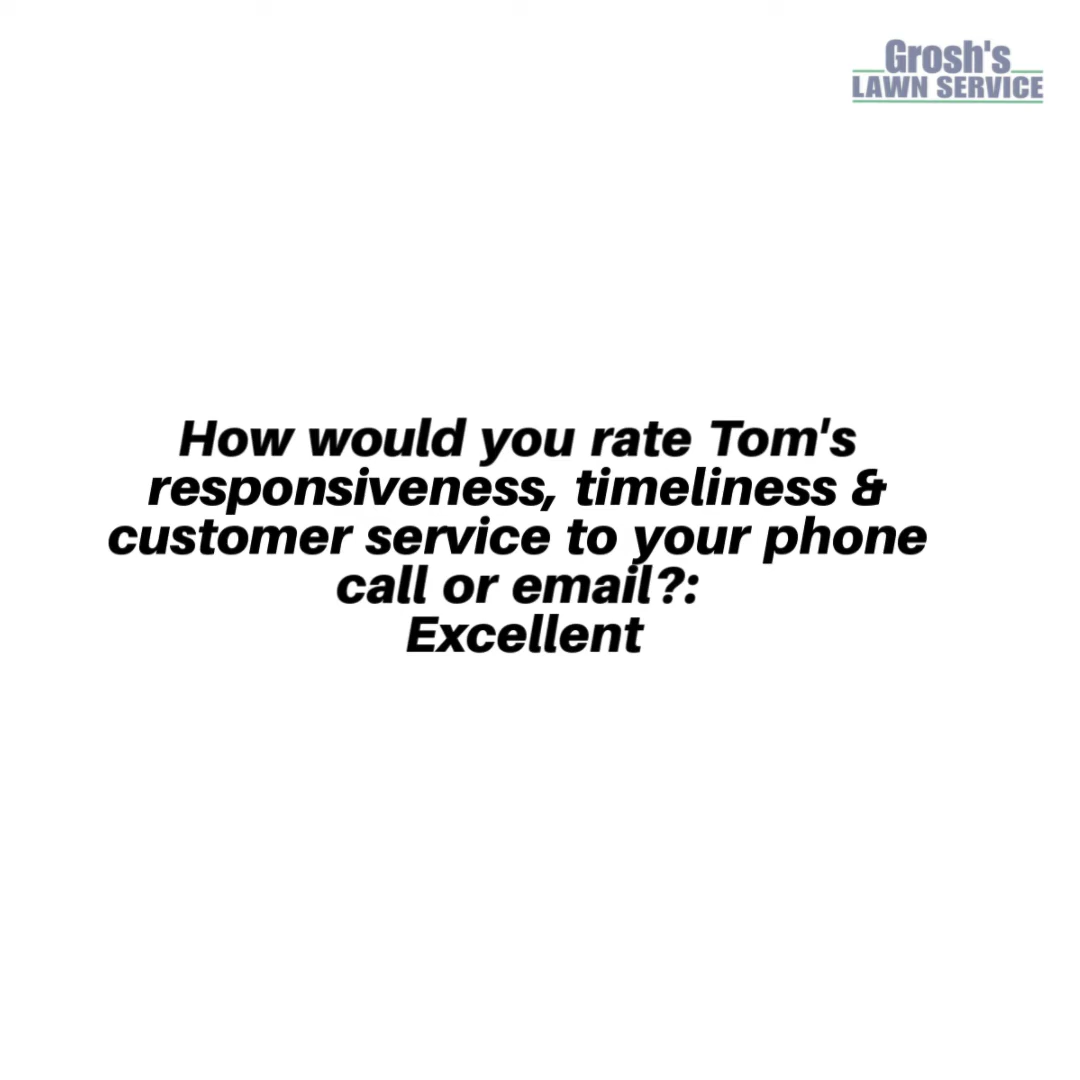 Grosh's
LAWN SERVICE
How would you rate Tom's
responsiveness, timeliness &
customer service to your phone
call or email?:
Excellent